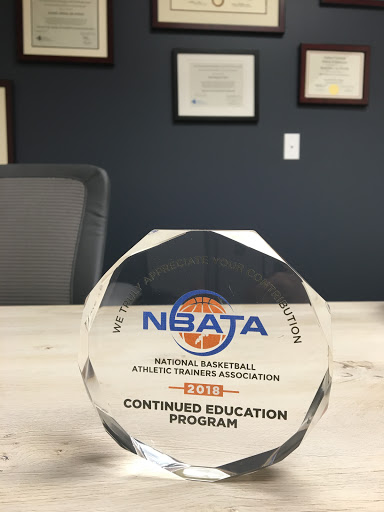 WE TRULY APPRECIATE YOUR CONTRIBUTION
NBATA
NATIONAL BASKETBALL
ATHLETIC TRAINERS ASSOCIATION
2018
CONTINUED EDUCATION
PROGRAM